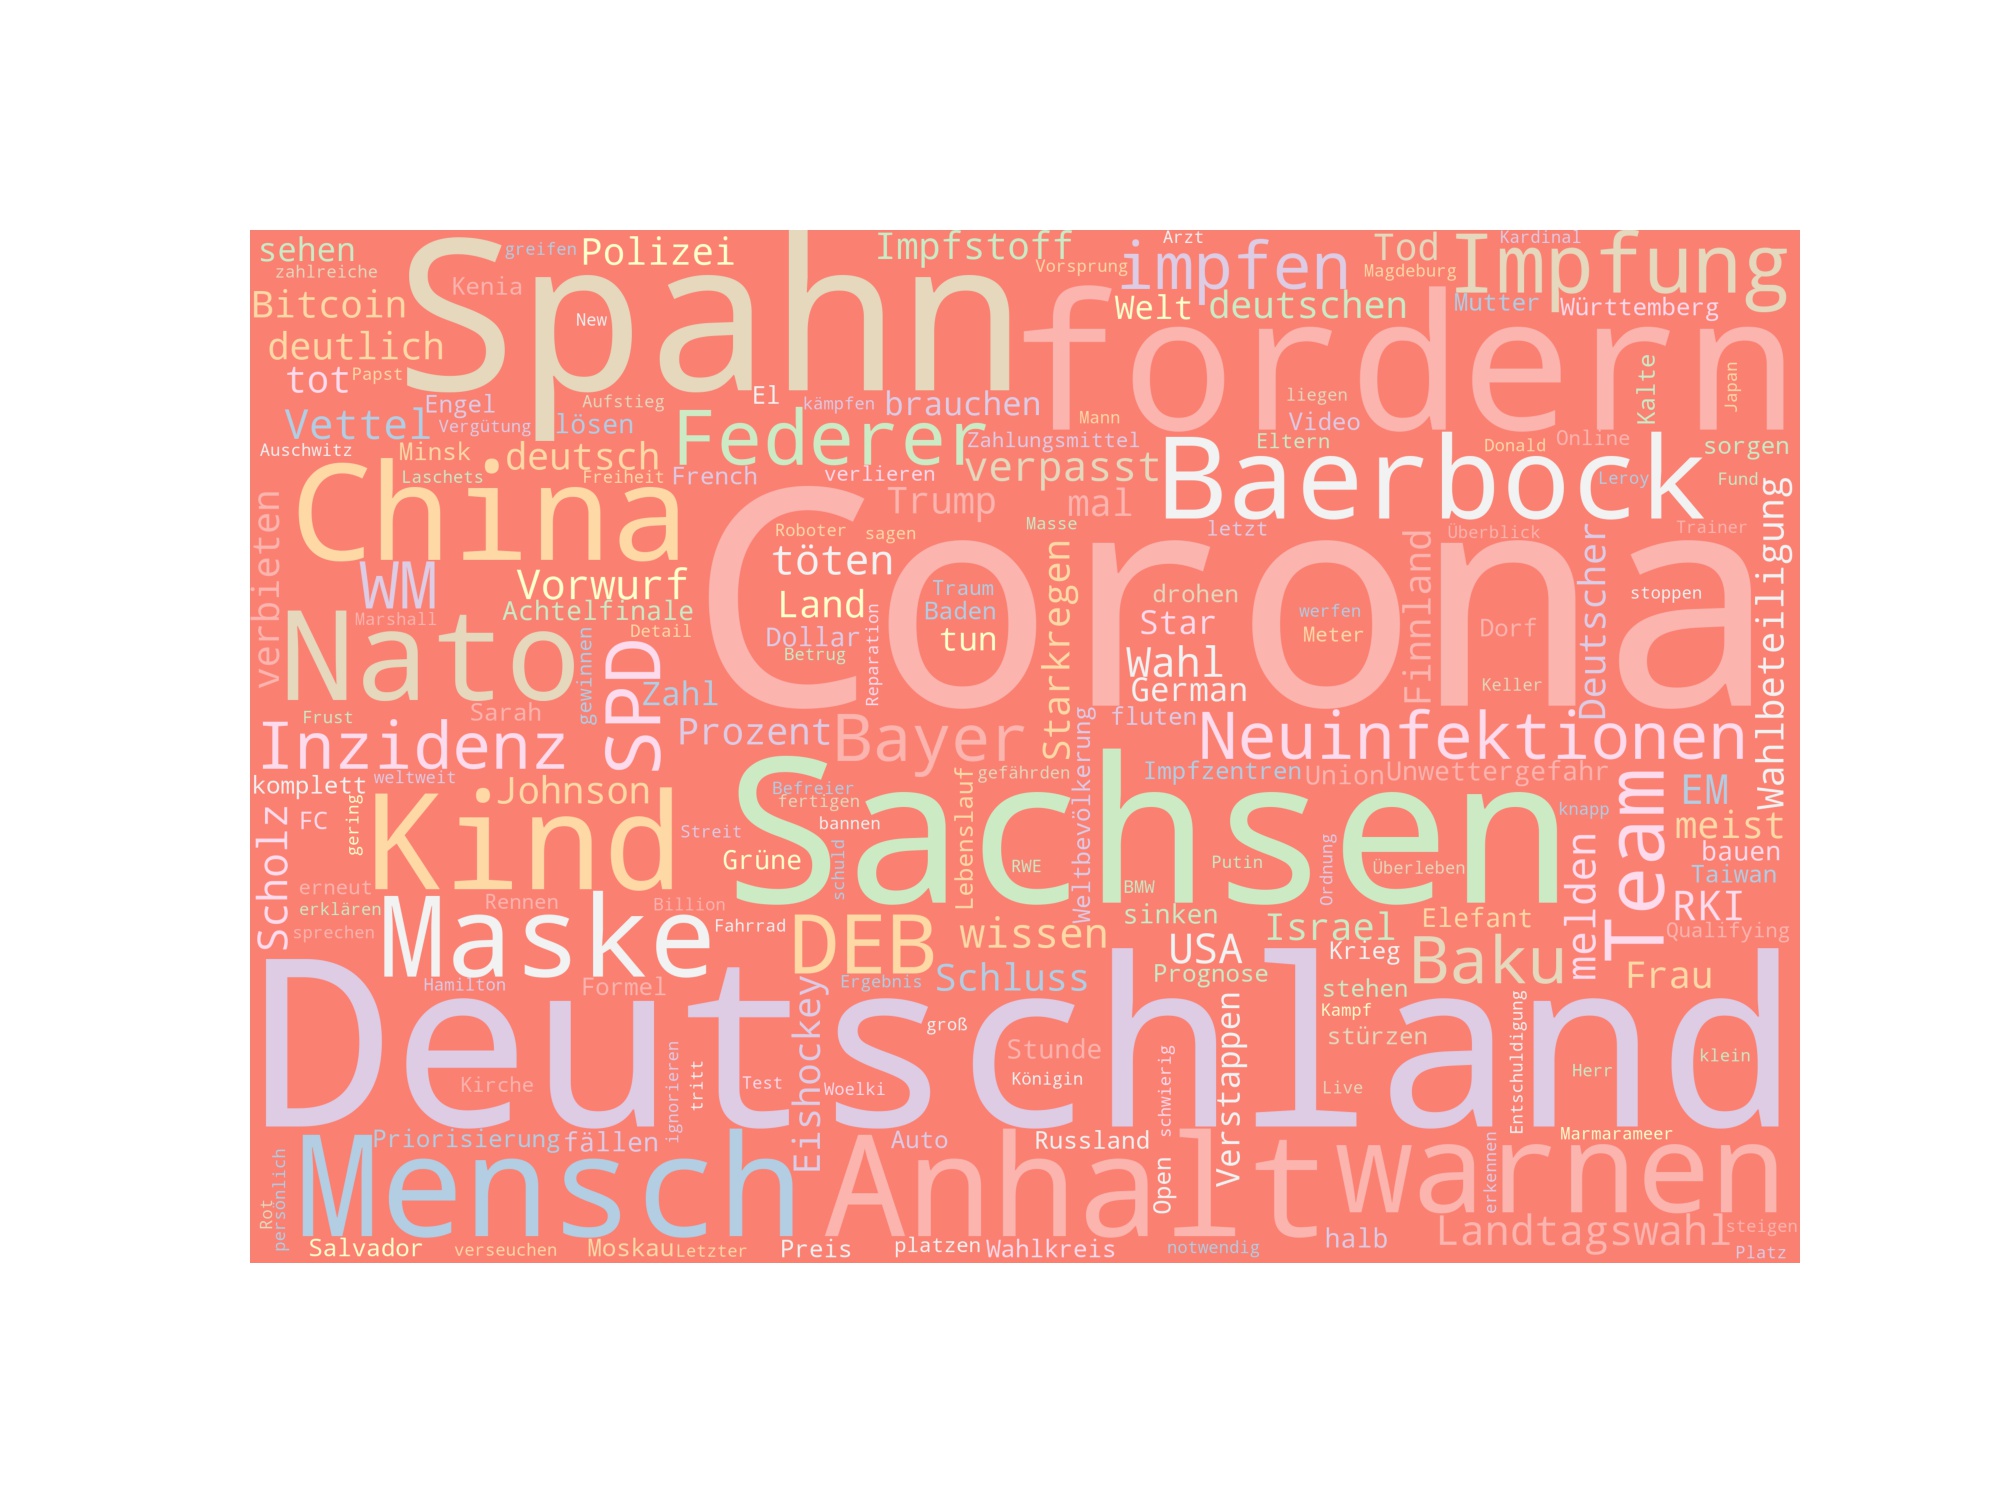 sehen
greifen
Polizei
Impfstoff
Arzt
impfen
Tod
Kardinal
Impfung
zahlreiche
Spahn
Vorsprung
Magdeburg
Kenia
Bitcoin
New
Welt
deutschen
Mutter
Württemberg
fordern
deutlich
tot
Papst
Kalte
Japan
Engel
Aufstieg
El
kämpfen
brauchen
liegen
Vettel
Vergütung
lösen
Federer
Mann
Video
Auschwitz
Minsk
deutsch
Zahlungsmittel
Eltern
Donald
Online
sorgen
Laschets
Freiheit
French
verlieren
verpasst
Baerbock
Leroy
Fund
China
Trump
mal
verbieten
Roboter
sagen
Masse
letzt
Überblick
Trainer
töten
Corona
WM
Vorwurf
Traum
drohen
werfen
stoppen
Achtelfinale
Land
Baden
Marshall
Nato
Detail
Dollar
tun
Star
Meter
Dorf
Betrug
Reparation
Starkregen
Wahl
Finnland
Deutscher
Wahlbeteiligung
gewinnen
SPD
Zahl
German
Keller
Frust
Sarah
Prozent
Bayer
fluten
Neuinfektionen
Inzidenz
komplett
weltweit
Johnson
Befreier
gefährden
Impfzentren
Union
Unwettergefahr
EM
fertigen
Sachsen
knapp
FC
gering
Kind
Streit
bannen
Lebenslauf
Weltbevölkerung
meist
Scholz
Grüne
schuld
RWE
Putin
Ordnung
Überleben
bauen
Taiwan
erneut
Rennen
Billion
BMW
Team
erklären
Maske
Fahrrad
DEB
wissen
sinken
Israel
Elefant
melden
RKI
sprechen
USA
Krieg
Baku
Qualifying
Hamilton
Formel
Ergebnis
Schluss
Prognose
stehen
Frau
Deutschland
Eishockey
groß
Verstappen
Kampf
Entschuldigung
stürzen
Stunde
klein
Kirche
ignorieren
tritt
Test
Woelki
Königin
schwierig
Live
Herr
Priorisierung
fällen
Auto
Russland
Marmarameer
Mensch
Anhalt
warnen
erkennen
Open
Rot
persönlich
Landtagswahl
steigen
Salvador
verseuchen
Moskau
Letzter
Preis
platzen
Wahlkreis
notwendig
halb
Platz